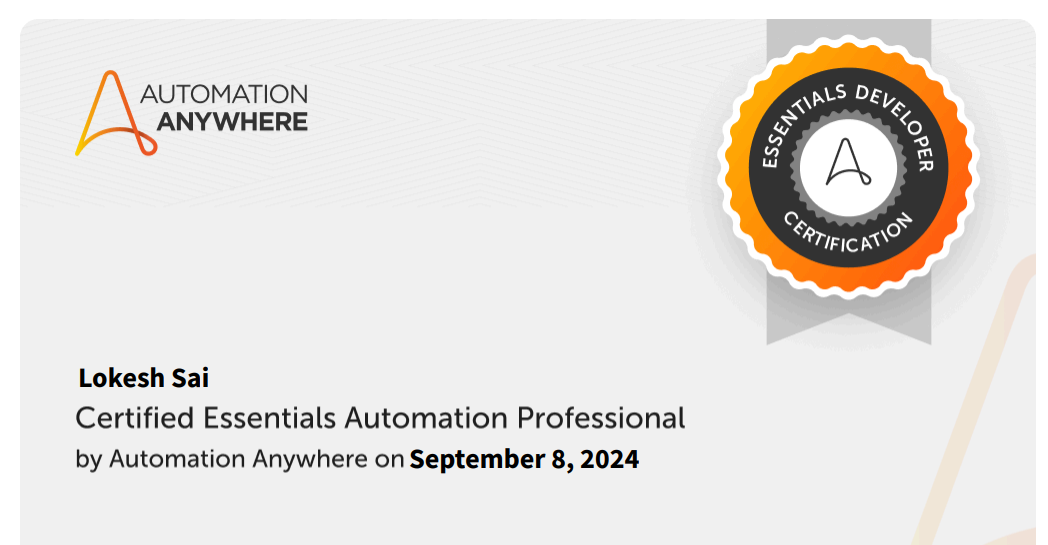 AUTOMATION
ANYWHERE
ESSENTIALS DEVELOPER
CERTIFICATION
Lokesh Sai
Certified Essentials Automation Professional
by Automation Anywhere on September 8, 2024